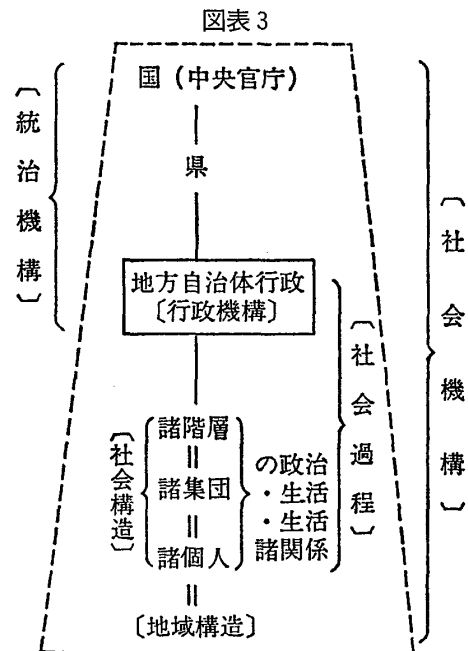 図表3
国(中央官庁)
〔統治機構〕
県
〔社会機構〕
地方自治体行政
〔行政機構〕
〔社会過程〕
〔社会構造〕
諸階層
||
諸集団
||
諸個人
の政治
・生活
・生活
諸関係
||
〔地域構造〕